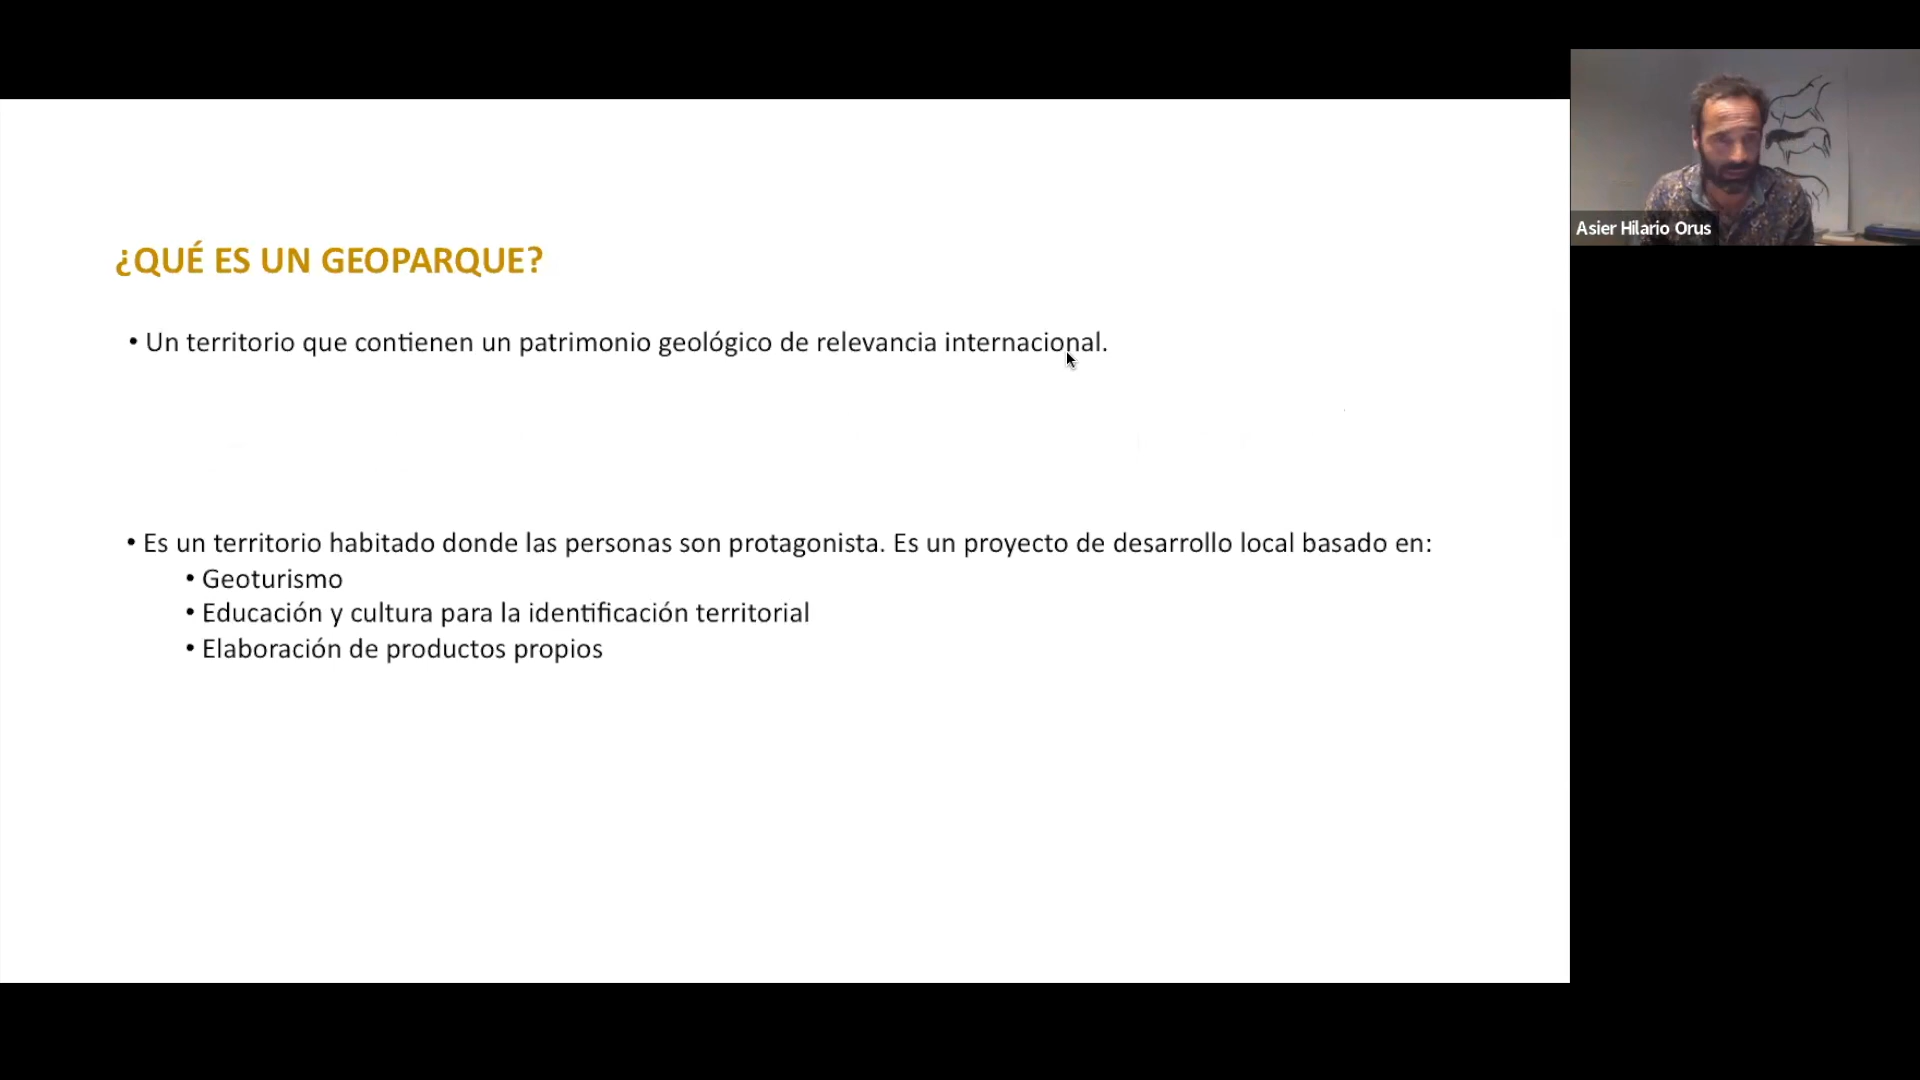 ¿QUÉ ES UN GEOPARQUE?
• Un territorio que contienen un patrimonio geológico de relevancia internacional.
• Es un territorio habitado donde las personas son protagonista. Es un proyecto de desarrollo local basado en:
• Geoturismo
• Educación y cultura para la identificación territorial
• Elaboración de productos propios
Asier Hilario Orus